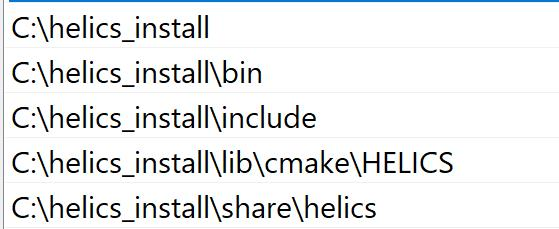 C:\helics_install
C:\helics_install\bin
C:\helics_install\include
C:\helics_install\lib\cmake\HELICS
C:\helics_install\share\helics